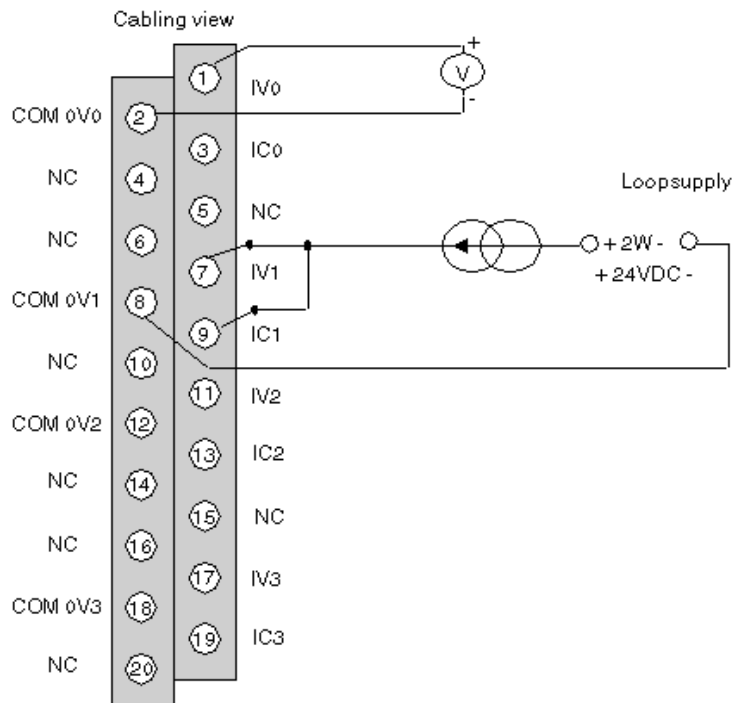 Cabling view
+
1
V
IV0
-
COM 0V0
2
3
IC0
NC
4
Loopsupply
5
NC
NC
6
+ 2W -
7
IV1
+ 24VDC -
COM 0V1
8
9
IC1
NC
10
11
IV2
COM 0V2
12
13
IC2
NC
14
15
NC
NC
16
17
IV3
COM 0V3
18
19
IC3
NC
20